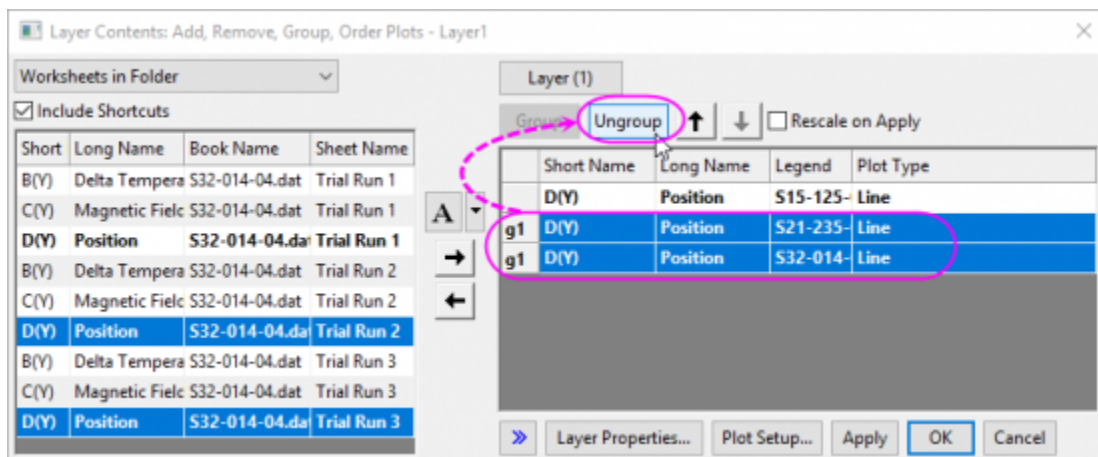 Layer Contents: Add, Remove, Group, Order Plots - Layer1
Worksheets in Folder
Include Shortcuts
Short Long Name Book Name Sheet Name
B(Y) Delta Tempera S32-014-04.dat Trial Run 1
C(Y) Magnetic Fielc S32-014-04.dat Trial Run 1
D(Y) Position S32-014-04.da Trial Run 1
B(Y) Delta Tempera S32-014-04.dat Trial Run 2
C(Y) Magnetic Fielc S32-014-04.dat Trial Run 2
D(Y) Position S32-014-04.da Trial Run 2
B(Y) Delta Tempera S32-014-04.dat Trial Run 3
C(Y) Magnetic Fielc S32-014-04.dat Trial Run 3
D(Y) Position S32-014-04.da Trial Run 3
A
Layer (1)
Group Ungroup Rescale on Apply
Short Name Long Name Legend Plot Type
D(Y) Position S15-125- Line
g1 D(Y) Position S21-235- Line
g1 D(Y) Position S32-014- Line
Layer Properties... Plot Setup... Apply OK Cancel